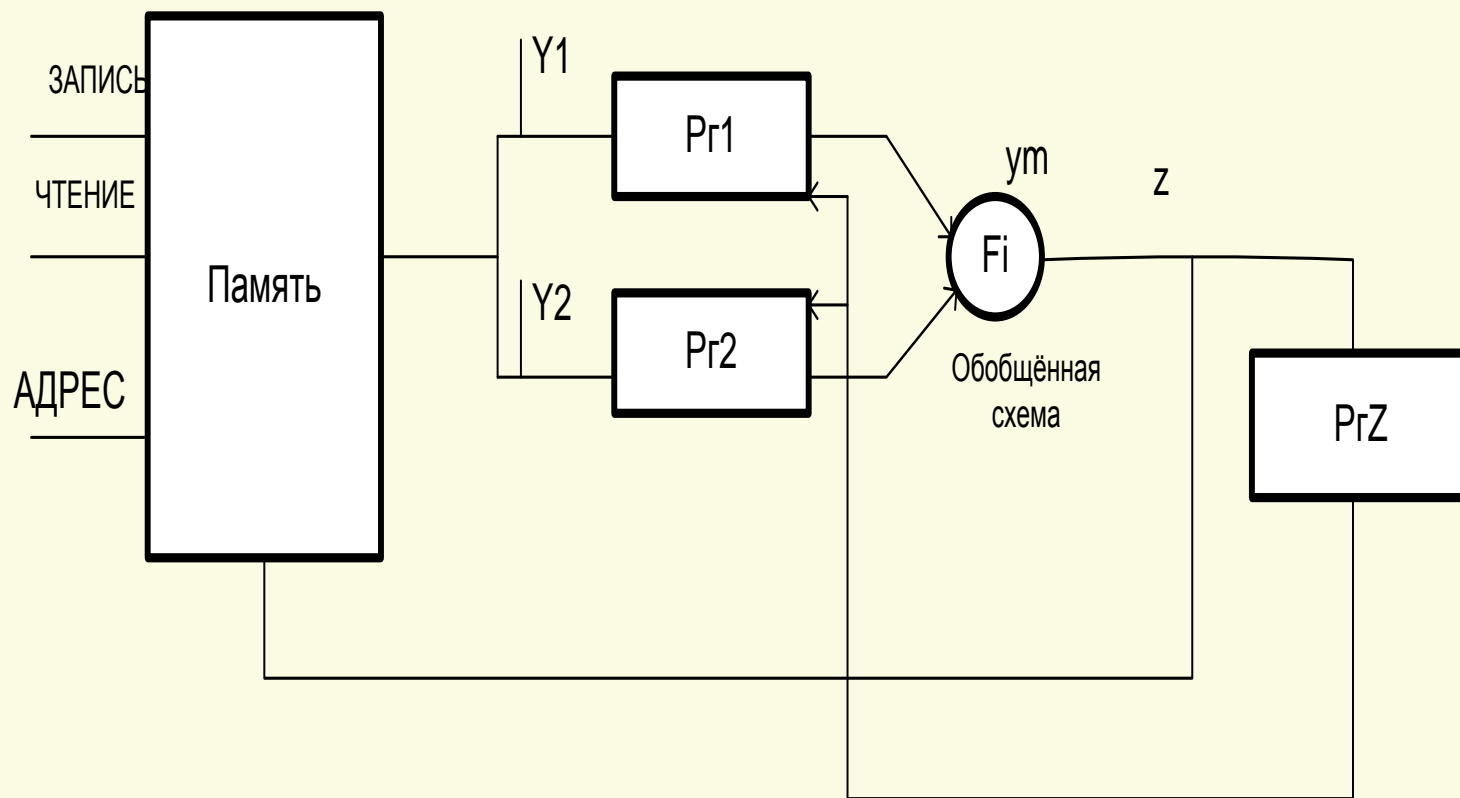 ЗАПИСЬ
ЧТЕНИЕ
АДРЕС
Память
Y1
Рг1
Y2
Рг2
ym
Fi
z
Обобщённая
схема
РгZ